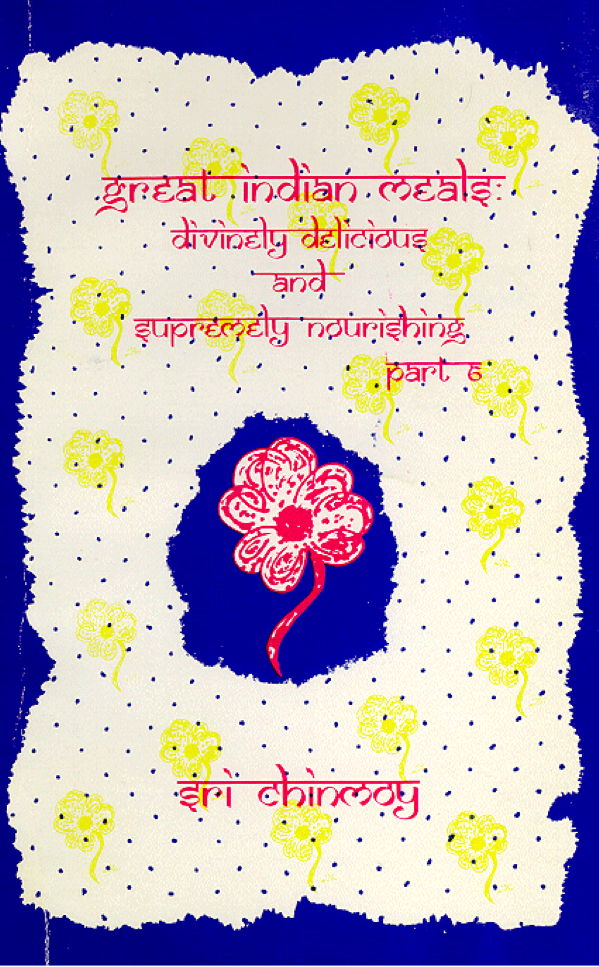 great indian meals:
divinely delicious
and
supremely nourishing
part 6
sri chinmoy